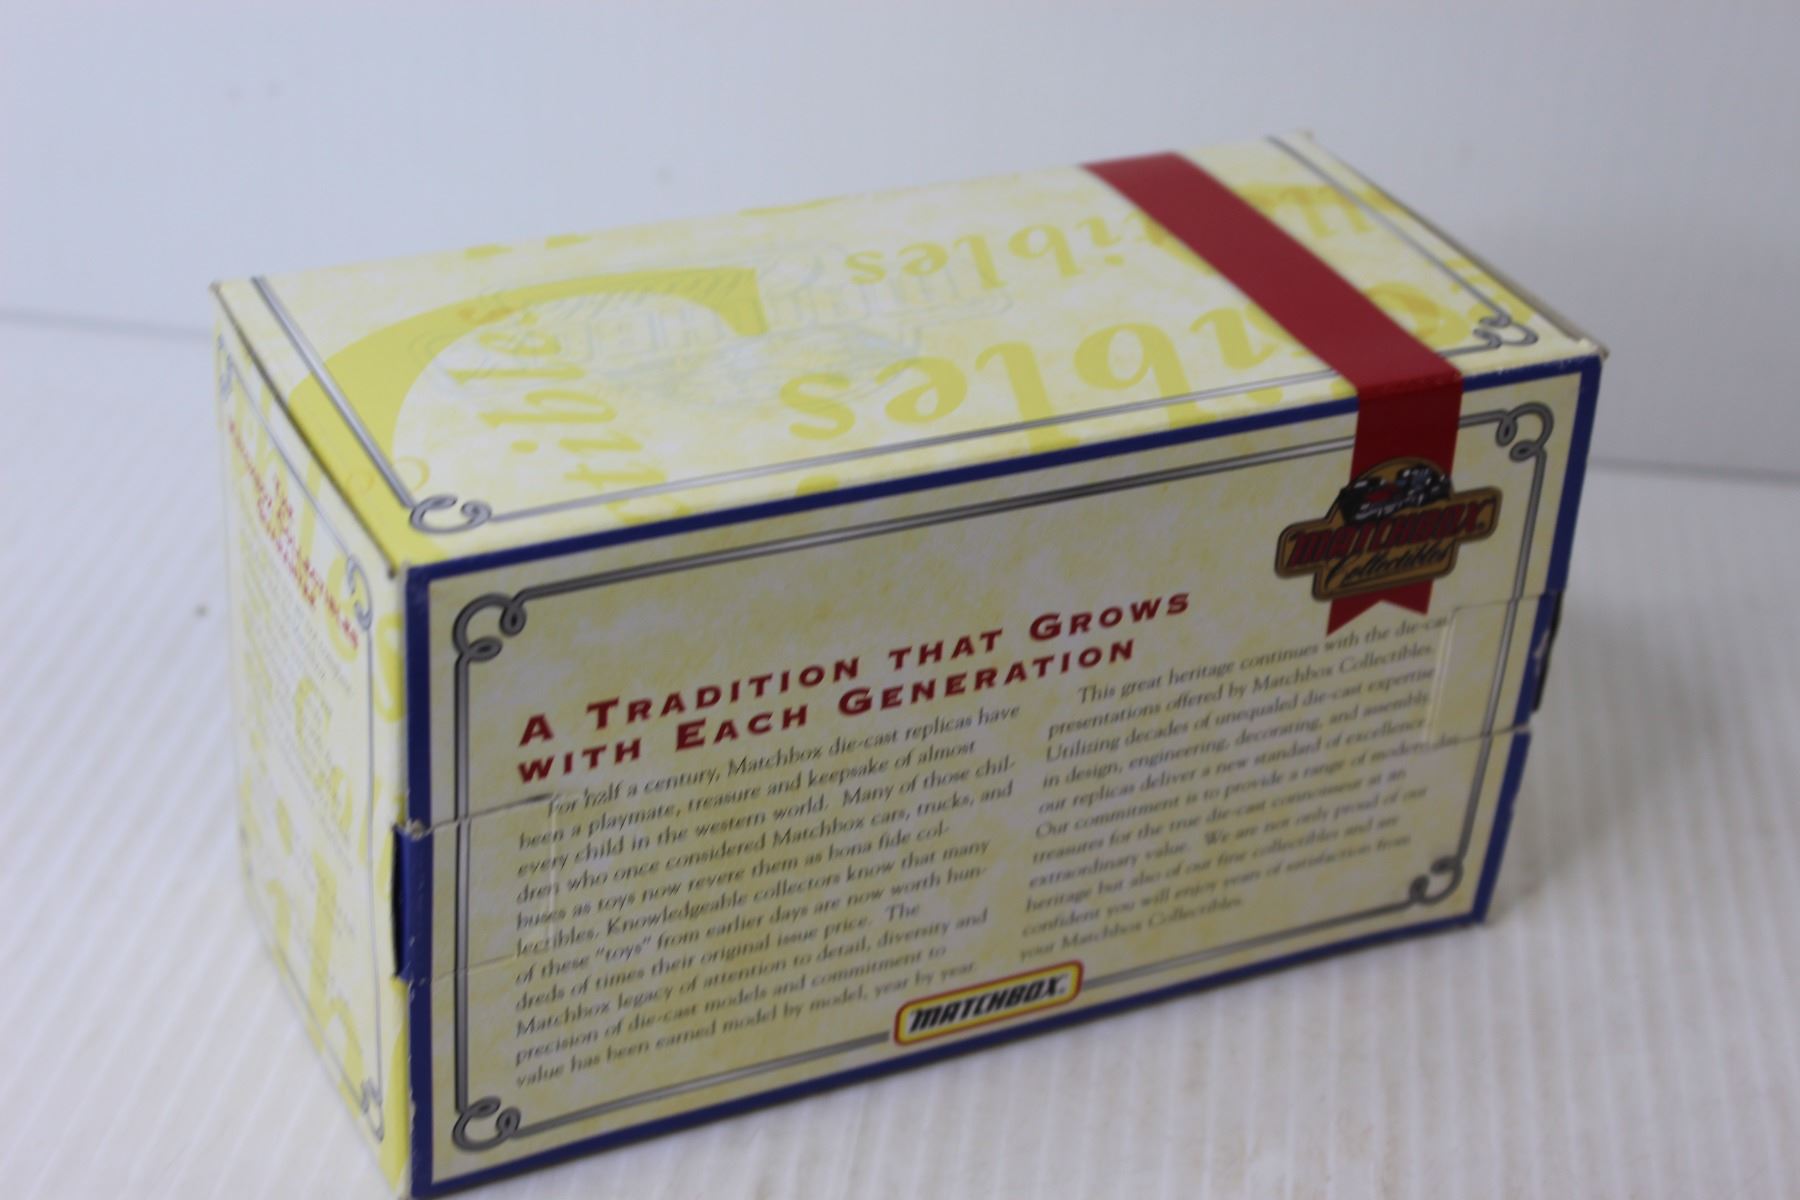 ctibles
ctibles
MATCHBOX
Collectibles
A TRADITION THAT GROWS
WITH EACH GENERATION
For half a century, Matchbox die-cast replicas have
been a playmate, treasure and keepsake of almost
every child in the western world. Many of those chil-
dren who once considered Matchbox cars, trucks, and
buses as toys now revere them as bona fide col-
lectibles. Knowledgeable collectors know that many
of these "toys" from earlier days are now worth hun-
dreds of times their original issue price. The
Matchbox legacy of attention to detail, diversity and
precision of die-cast models and commitment to
value has been earned model by model, year by year.
This great heritage continues with the die-cast
presentations offered by Matchbox Collectibles.
Utilizing decades of unequaled die-cast expertise
in design, engineering, decorating, and assembly,
our replicas deliver a new standard of excellence.
Our commitment is to provide a range of modern-day
treasures for the true die-cast connoisseur at an
extraordinary value. We are not only proud of our
heritage but also of our fine collectibles and are
confident you will enjoy years of satisfaction from
your Matchbox Collectibles.
MATCHBOX